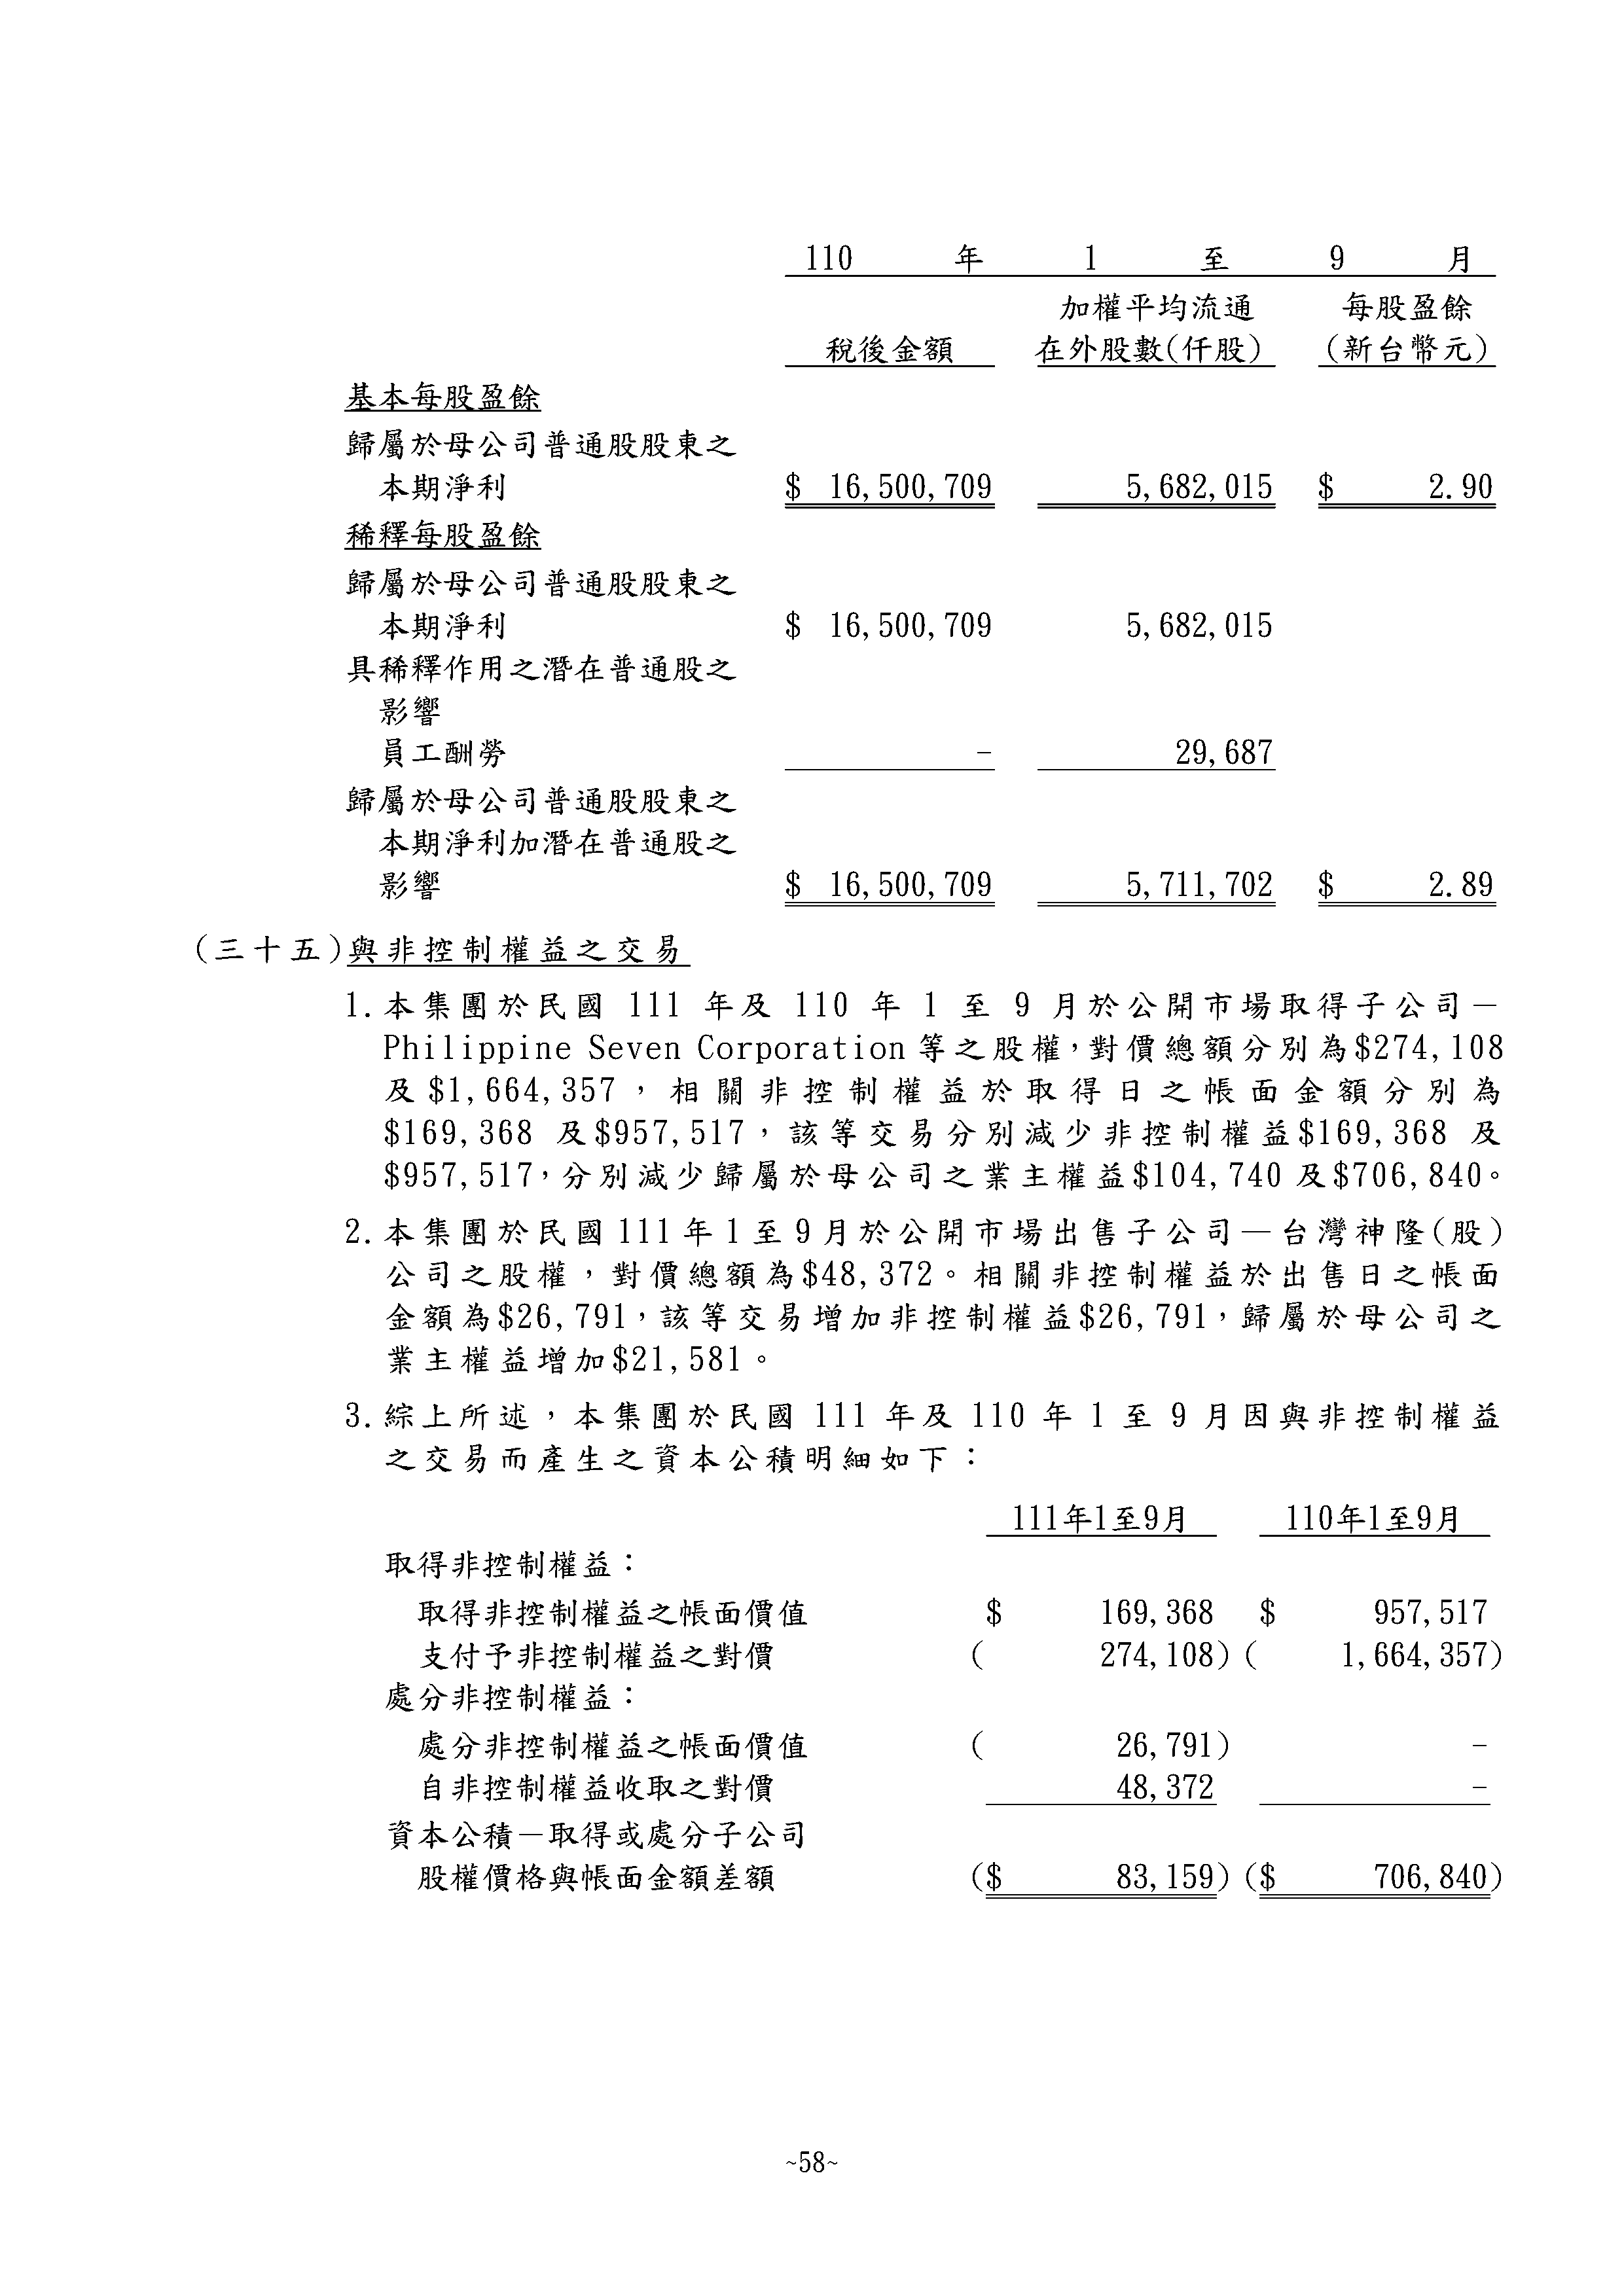 110 年 1 至 9 月
加權平均流通 每股盈餘
稅後金額 在外股數(仟股) (新台幣元)
基本每股盈餘
歸屬於母公司普通股股東之
本期淨利 $ 16,500,709 5,682,015 $ 2.90
稀釋每股盈餘
歸屬於母公司普通股股東之
本期淨利 $ 16,500,709 5,682,015
具稀釋作用之潛在普通股之
影響
員工酬勞 - 29,687
歸屬於母公司普通股股東之
本期淨利加潛在普通股之
影響 $ 16,500,709 5,711,702 $ 2.89
(三十五)與非控制權益之交易
1.本集團於民國 111 年及 110 年 1 至 9 月於公開市場取得子公司－
Philippine Seven Corporation 等之股權，對價總額分別為$274,108
及 $1,664,357，相關非控制權益於取得日之帳面金額分別為
$169,368 及$957,517，該等交易分別減少非控制權益$169,368 及
$957,517，分別減少歸屬於母公司之業主權益$104,740 及$706,840。
2.本集團於民國 111 年 1 至 9 月於公開市場出售子公司—台灣神隆(股)
公司之股權，對價總額為$48,372。相關非控制權益於出售日之帳面
金額為$26,791，該等交易增加非控制權益$26,791，歸屬於母公司之
業主權益增加$21,581。
3.綜上所述，本集團於民國 111 年及 110 年 1 至 9 月因與非控制權益
之交易而產生之資本公積明細如下：
111年1至9月 110年1至9月
取得非控制權益：
取得非控制權益之帳面價值 $ 169,368 $ 957,517
支付予非控制權益之對價 ( 274,108) ( 1,664,357)
處分非控制權益：
處分非控制權益之帳面價值 ( 26,791) -
自非控制權益收取之對價 48,372 -
資本公積－取得或處分子公司
股權價格與帳面金額差額 ($ 83,159) ($ 706,840)
~58~